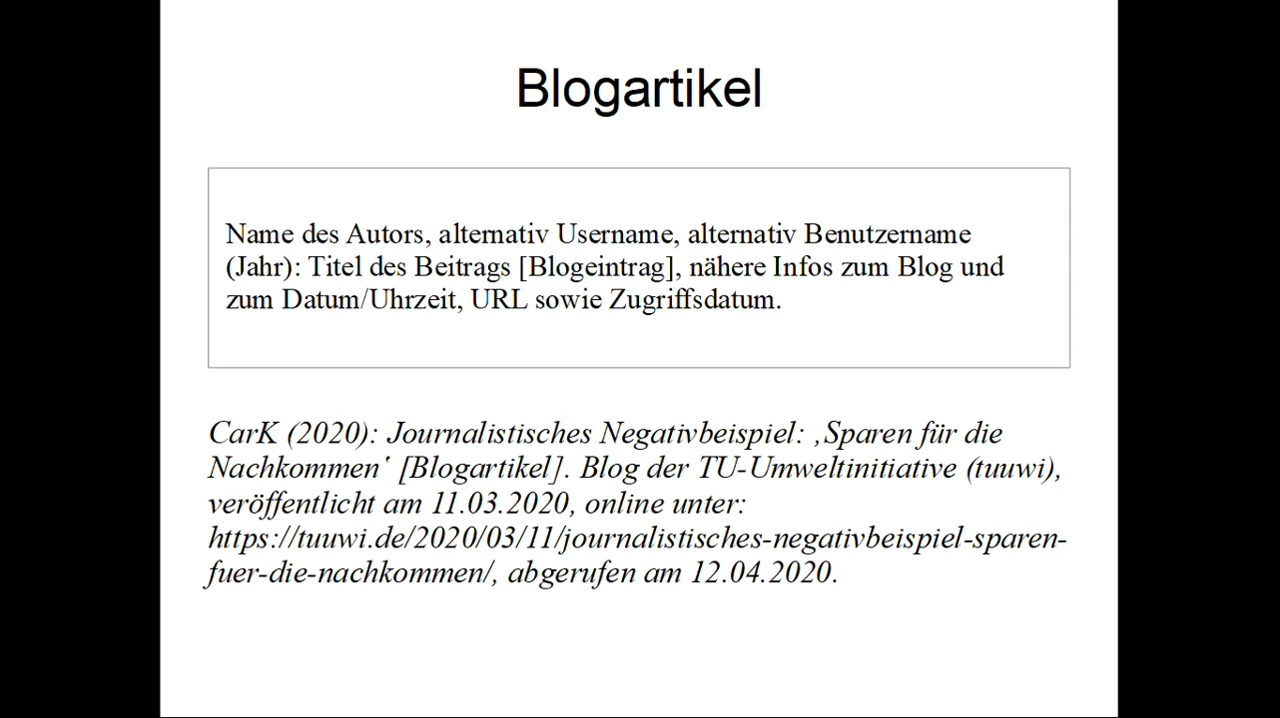 Blogartikel
Name des Autors, alternativ Username, alternativ Benutzername
(Jahr): Titel des Beitrags [Blogeintrag], nähere Infos zum Blog und
zum Datum/Uhrzeit, URL sowie Zugriffsdatum.
CarK (2020): Journalistisches Negativbeispiel: ‚Sparen für die
Nachkommen‛ [Blogartikel]. Blog der TU-Umweltinitiative (tuuwi),
veröffentlicht am 11.03.2020, online unter:
https://tuuwi.de/2020/03/11/journalistisches-negativbeispiel-sparen-
fuer-die-nachkommen/, abgerufen am 12.04.2020.